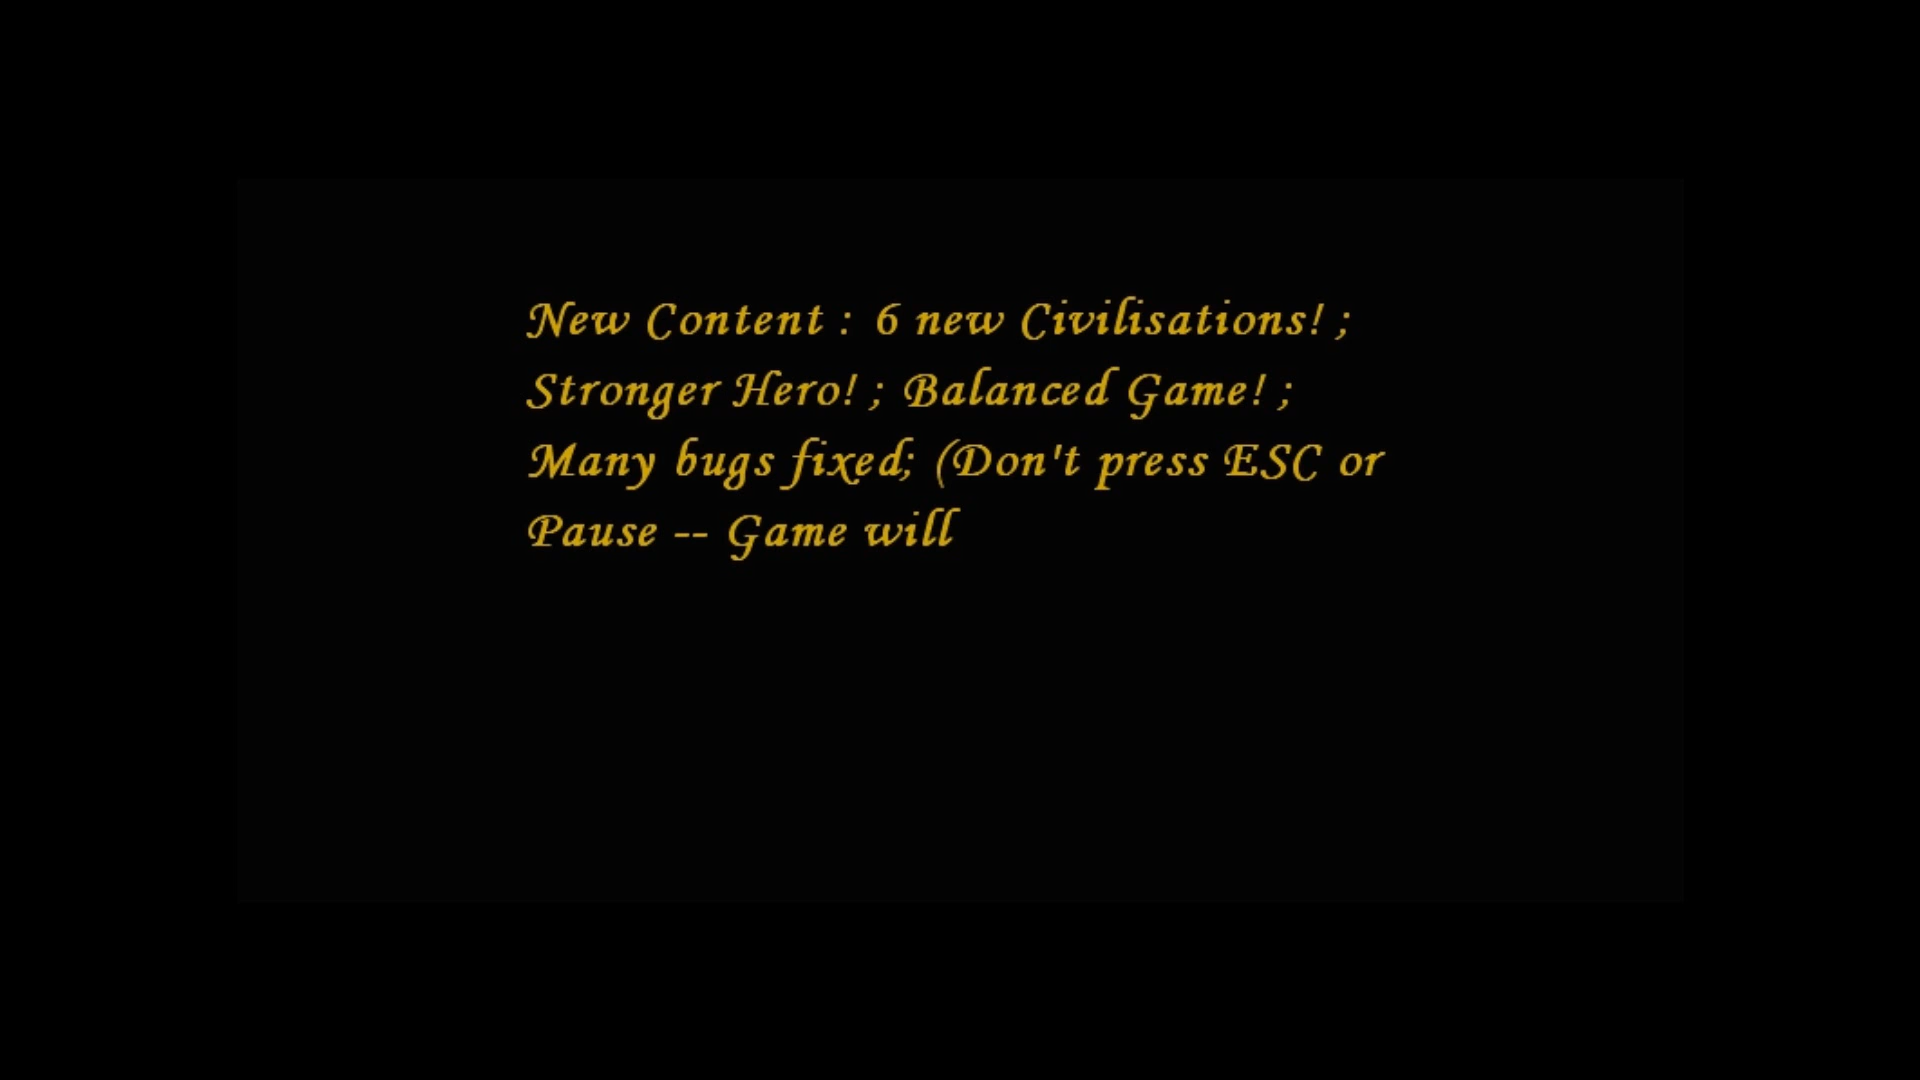 New Content : 6 new Civilisations! ;
Stronger Hero! ; Balanced Game! ;
Many bugs fixed; (Don't press ESC or
Pause -- Game will